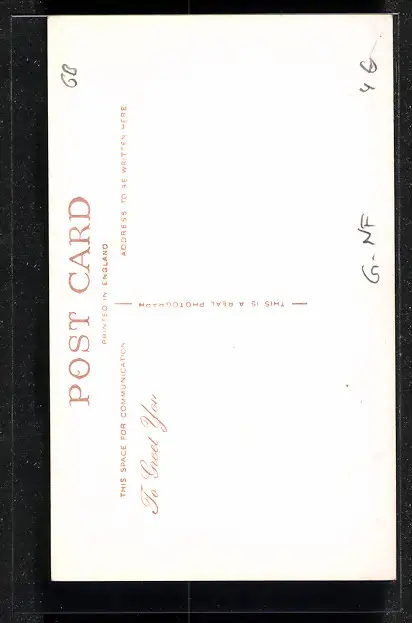 POST CARD
PRINTED IN ENGLAND
THIS SPACE FOR COMMUNICATION
ADDRESS TO BE WRITTEN HERE
To Greet You
THIS IS A REAL PHOTOGRAPH
G-NF